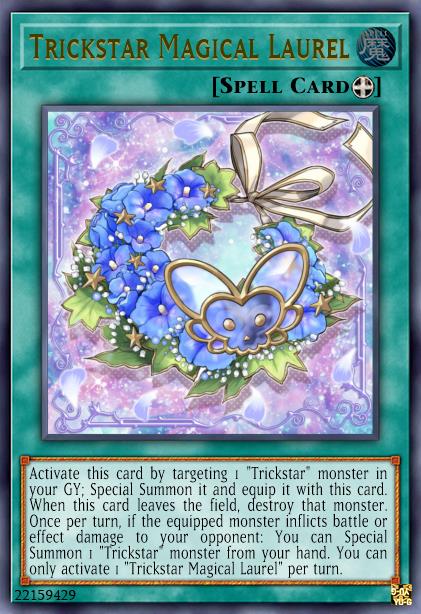 Trickstar Magical Laurel
魔
[Spell Card]
Activate this card by targeting 1 "Trickstar" monster in
your GY; Special Summon it and equip it with this card.
When this card leaves the field, destroy that monster.
Once per turn, if the equipped monster inflicts battle or
effect damage to your opponent: You can Special
Summon 1 "Trickstar" monster from your hand. You can
only activate 1 "Trickstar Magical Laurel" per turn.
22159429